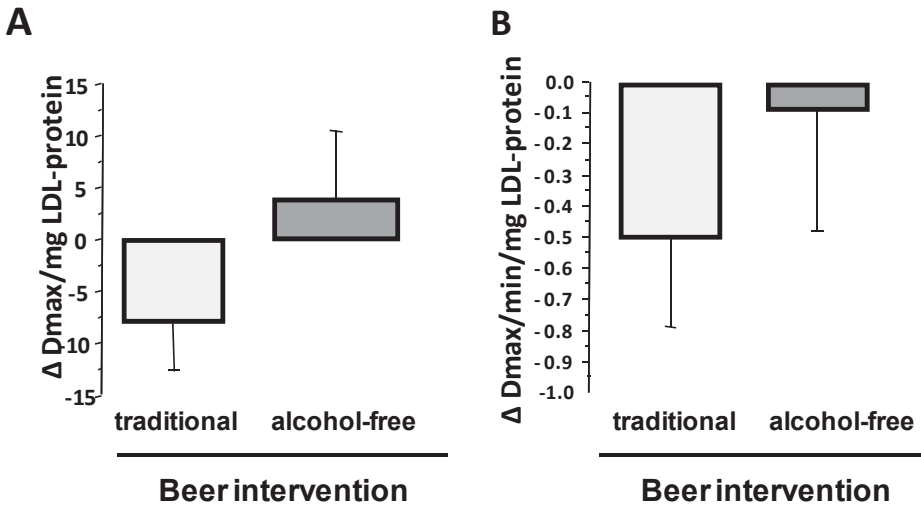 A
Δ Dmax/mg LDL-protein
15
10
5
0
-5
-10
-15
traditional alcohol-free
Beer intervention
B
Δ Dmax/min/mg LDL-protein
0.0
-0.1
-0.2
-0.3
-0.4
-0.5
-0.6
-0.7
-0.8
-0.9
-1.0
traditional alcohol-free
Beer intervention